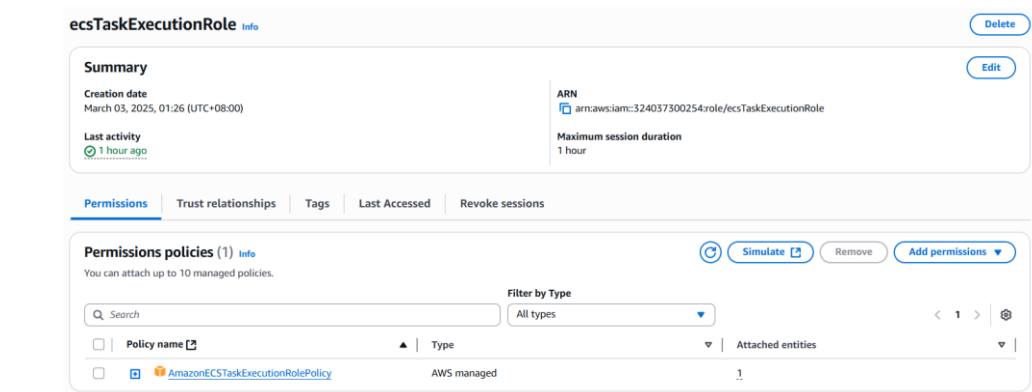 ecsTaskExecutionRole Info
Delete
Summary
Edit
Creation date
March 03, 2025, 01:26 (UTC+08:00)
ARN
arn:aws:iam::324037300254:role/ecsTaskExecutionRole
Last activity
1 hour ago
Maximum session duration
1 hour
Permissions Trust relationships Tags Last Accessed Revoke sessions
Permissions policies (1) Info
Simulate Remove Add permissions
You can attach up to 10 managed policies.
Filter by Type
Search
All types
1
Policy name Type Attached entities
AmazonECSTaskExecutionRolePolicy AWS managed 1